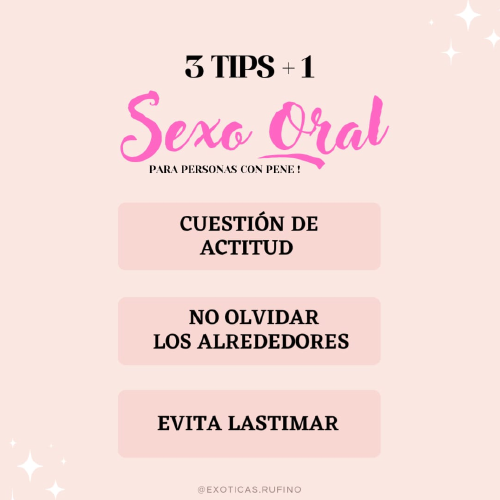 3 TIPS + 1
Sexo Oral
PARA PERSONAS CON PENE !
CUESTIÓN DE
ACTITUD
NO OLVIDAR
LOS ALREDEDORES
EVITA LASTIMAR
@EXOTICAS.RUFINO